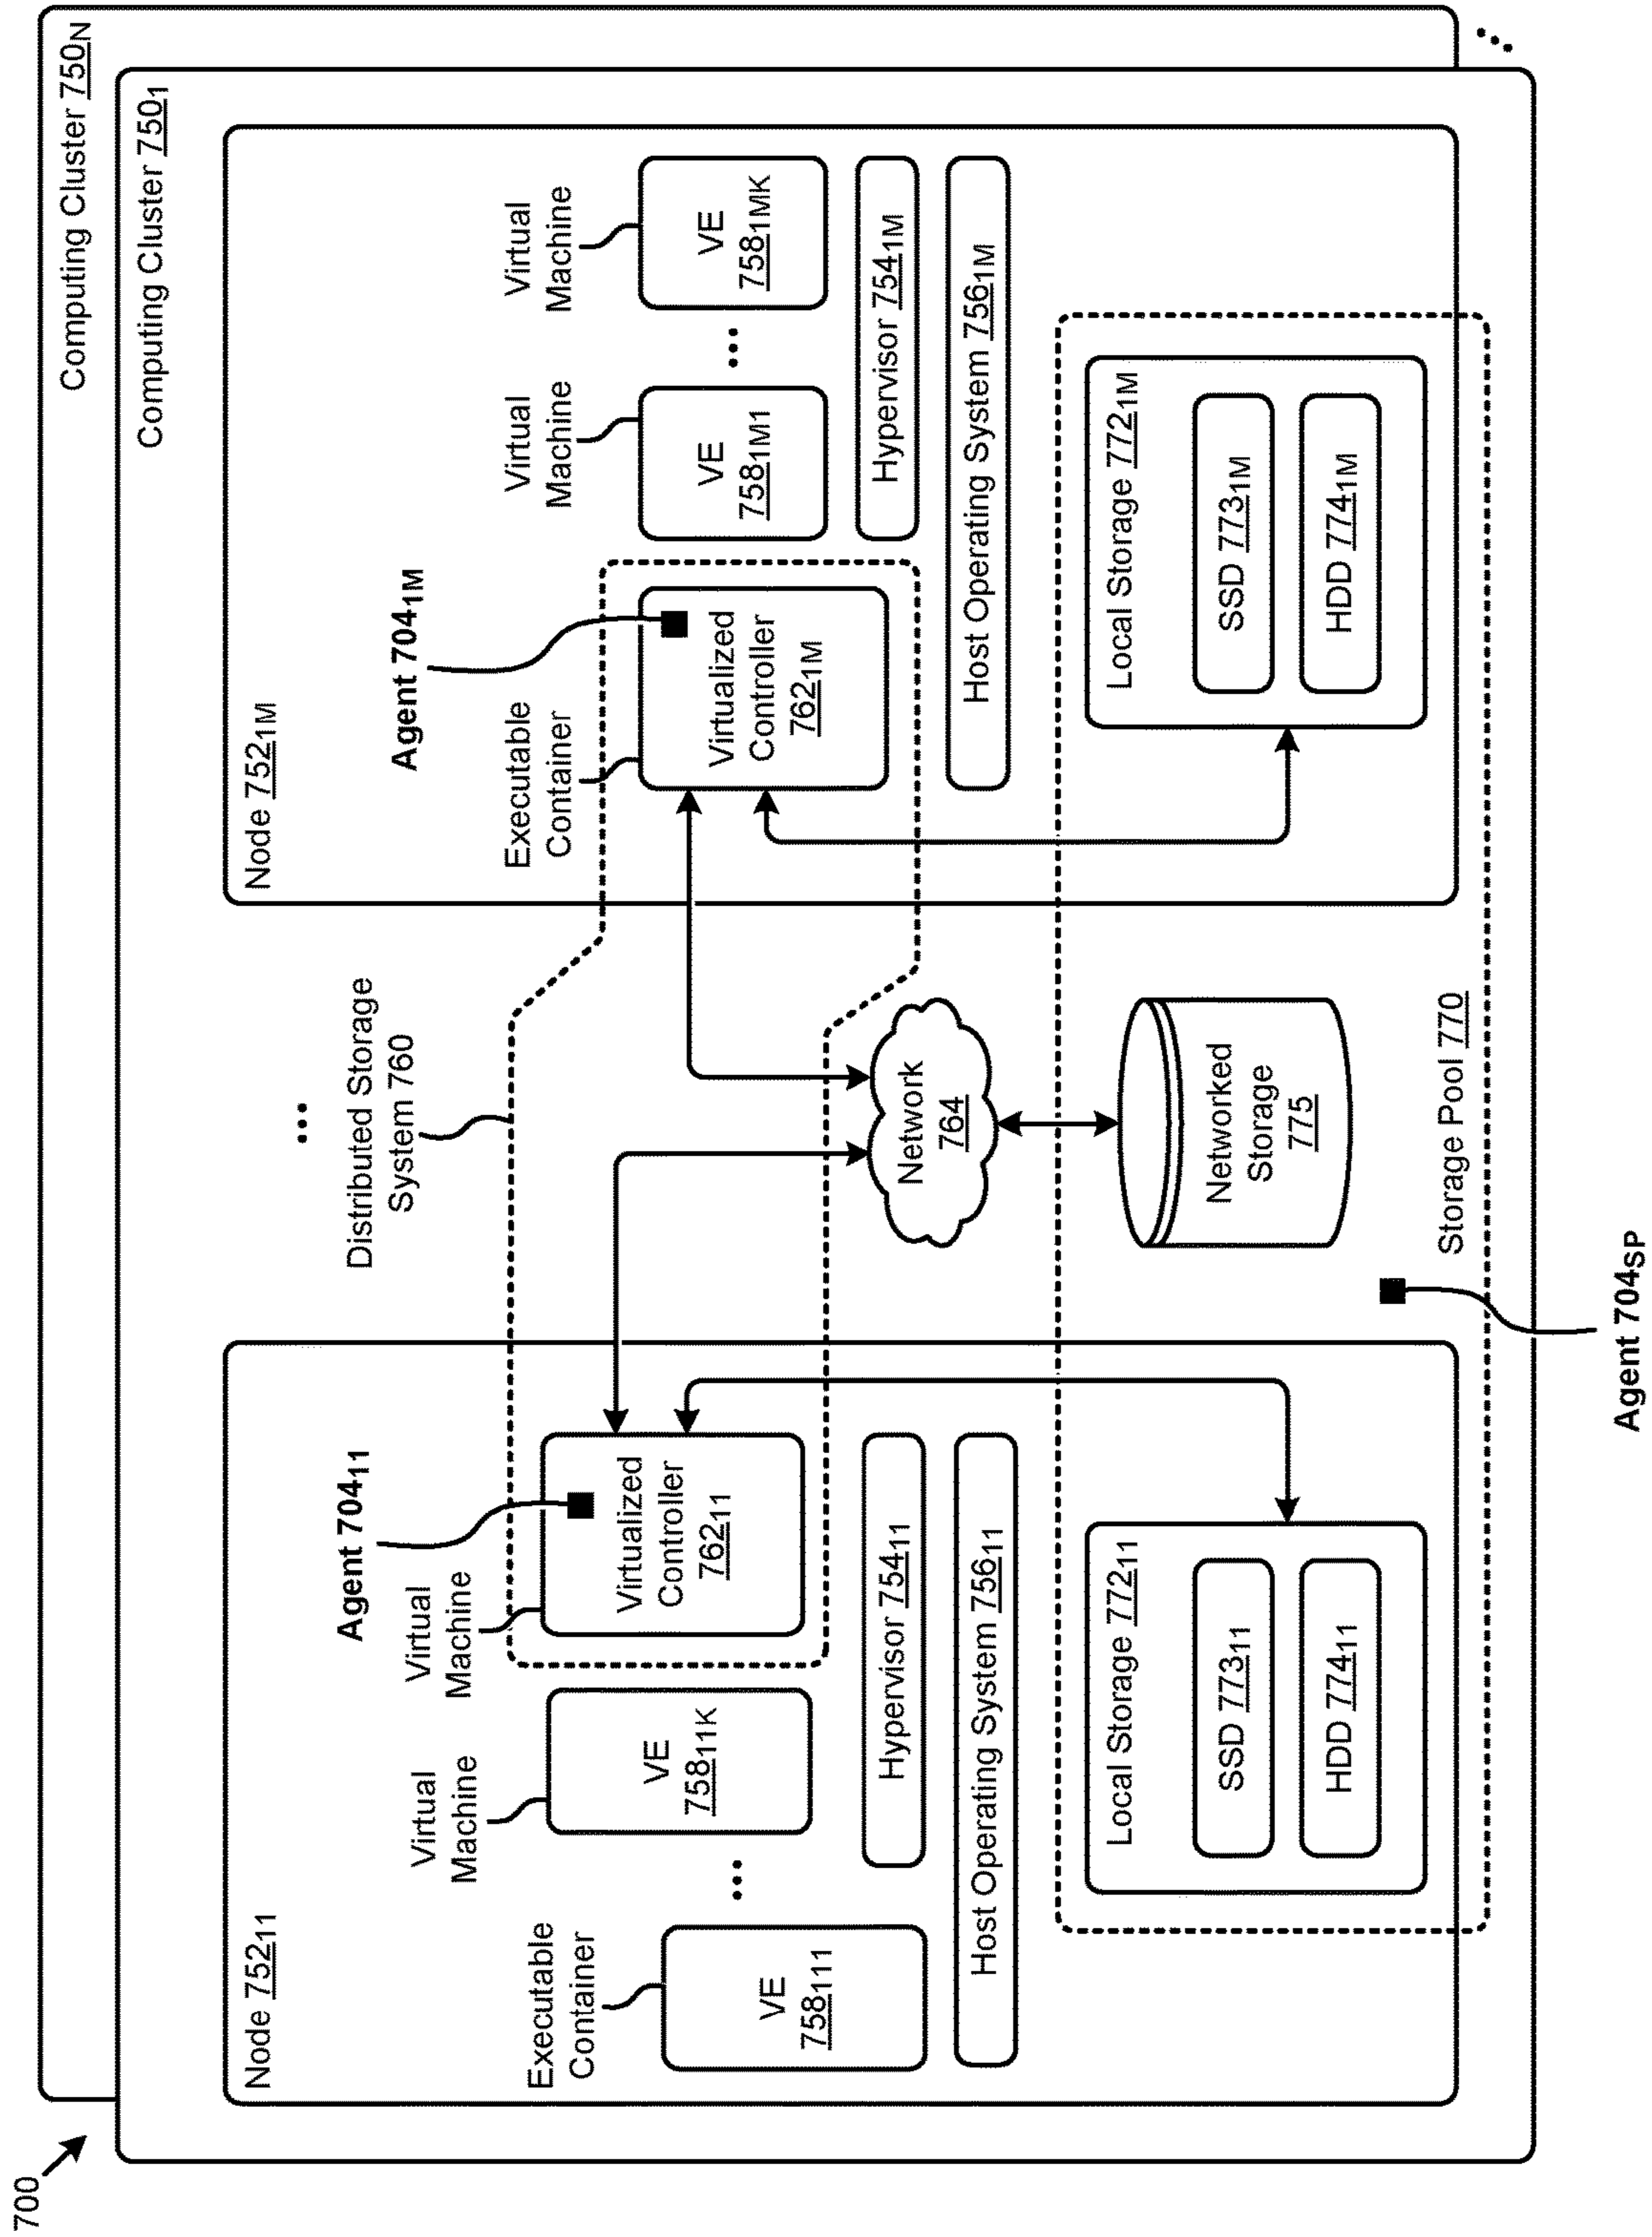 700
Computing Cluster 750N
Computing Cluster 7501
Node 75211
Agent 70411
Virtual
Machine
Virtual
Machine
Executable
Container
VE
758111
...
VE
75811K
Virtualized
Controller
76211
Hypervisor 75411
Host Operating System 75611
Local Storage 77211
SSD 77311
HDD 77411
...
Distributed Storage
System 760
Network
764
Networked
Storage
775
Storage Pool 770
Agent 704SP
Node 7521M
Agent 7041M
Executable
Container
Virtual
Machine
Virtual
Machine
Virtualized
Controller
7621M
VE
7581M1
...
VE
7581MK
Hypervisor 7541M
Host Operating System 7561M
Local Storage 7721M
SSD 7731M
HDD 7741M
...